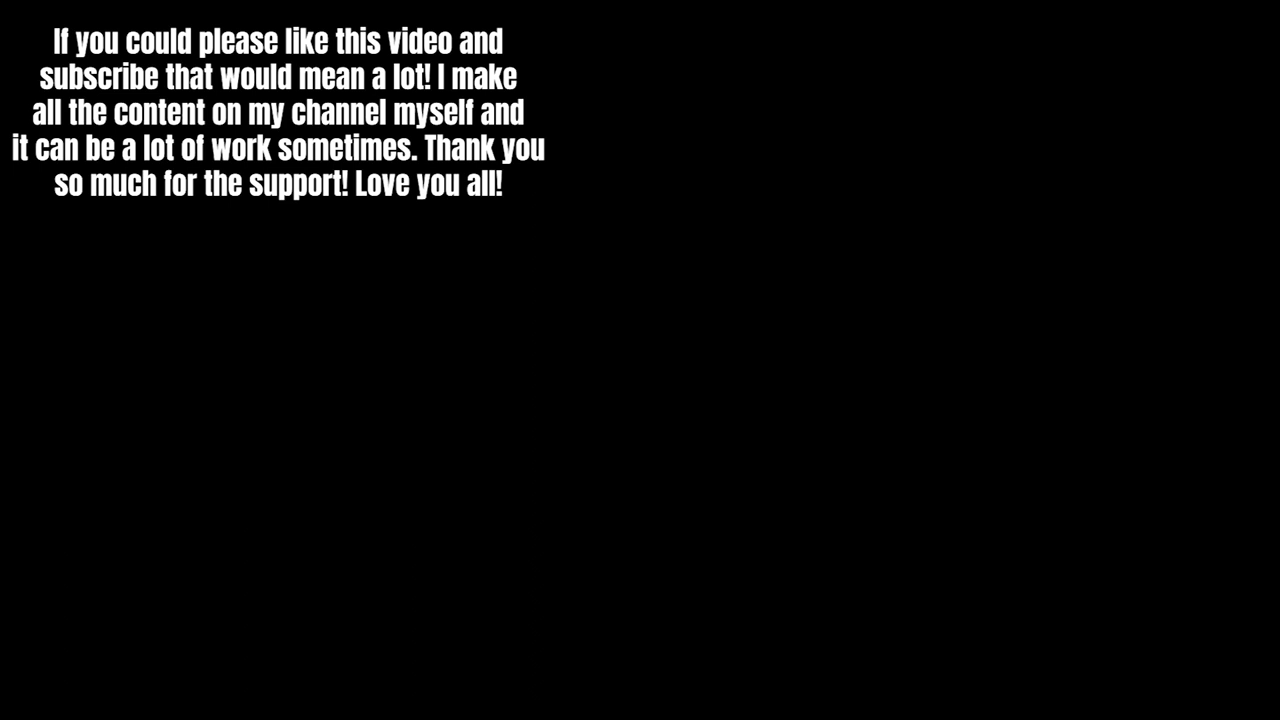 If you could please like this video and
subscribe that would mean a lot! I make
all the content on my channel myself and
it can be a lot of work sometimes. Thank you
so much for the support! Love you all!